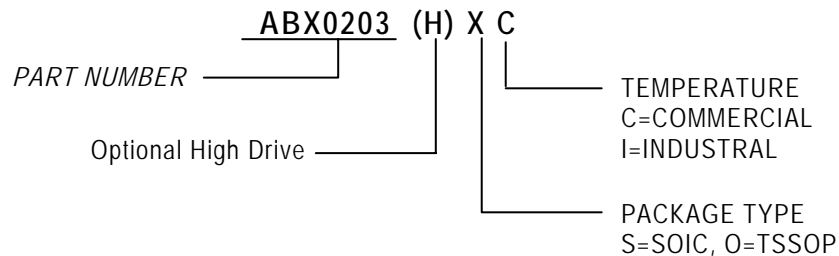 ABX0203 (H) X C
PART NUMBER
TEMPERATURE
C=COMMERCIAL
I=INDUSTRAL
Optional High Drive
PACKAGE TYPE
S=SOIC, O=TSSOP